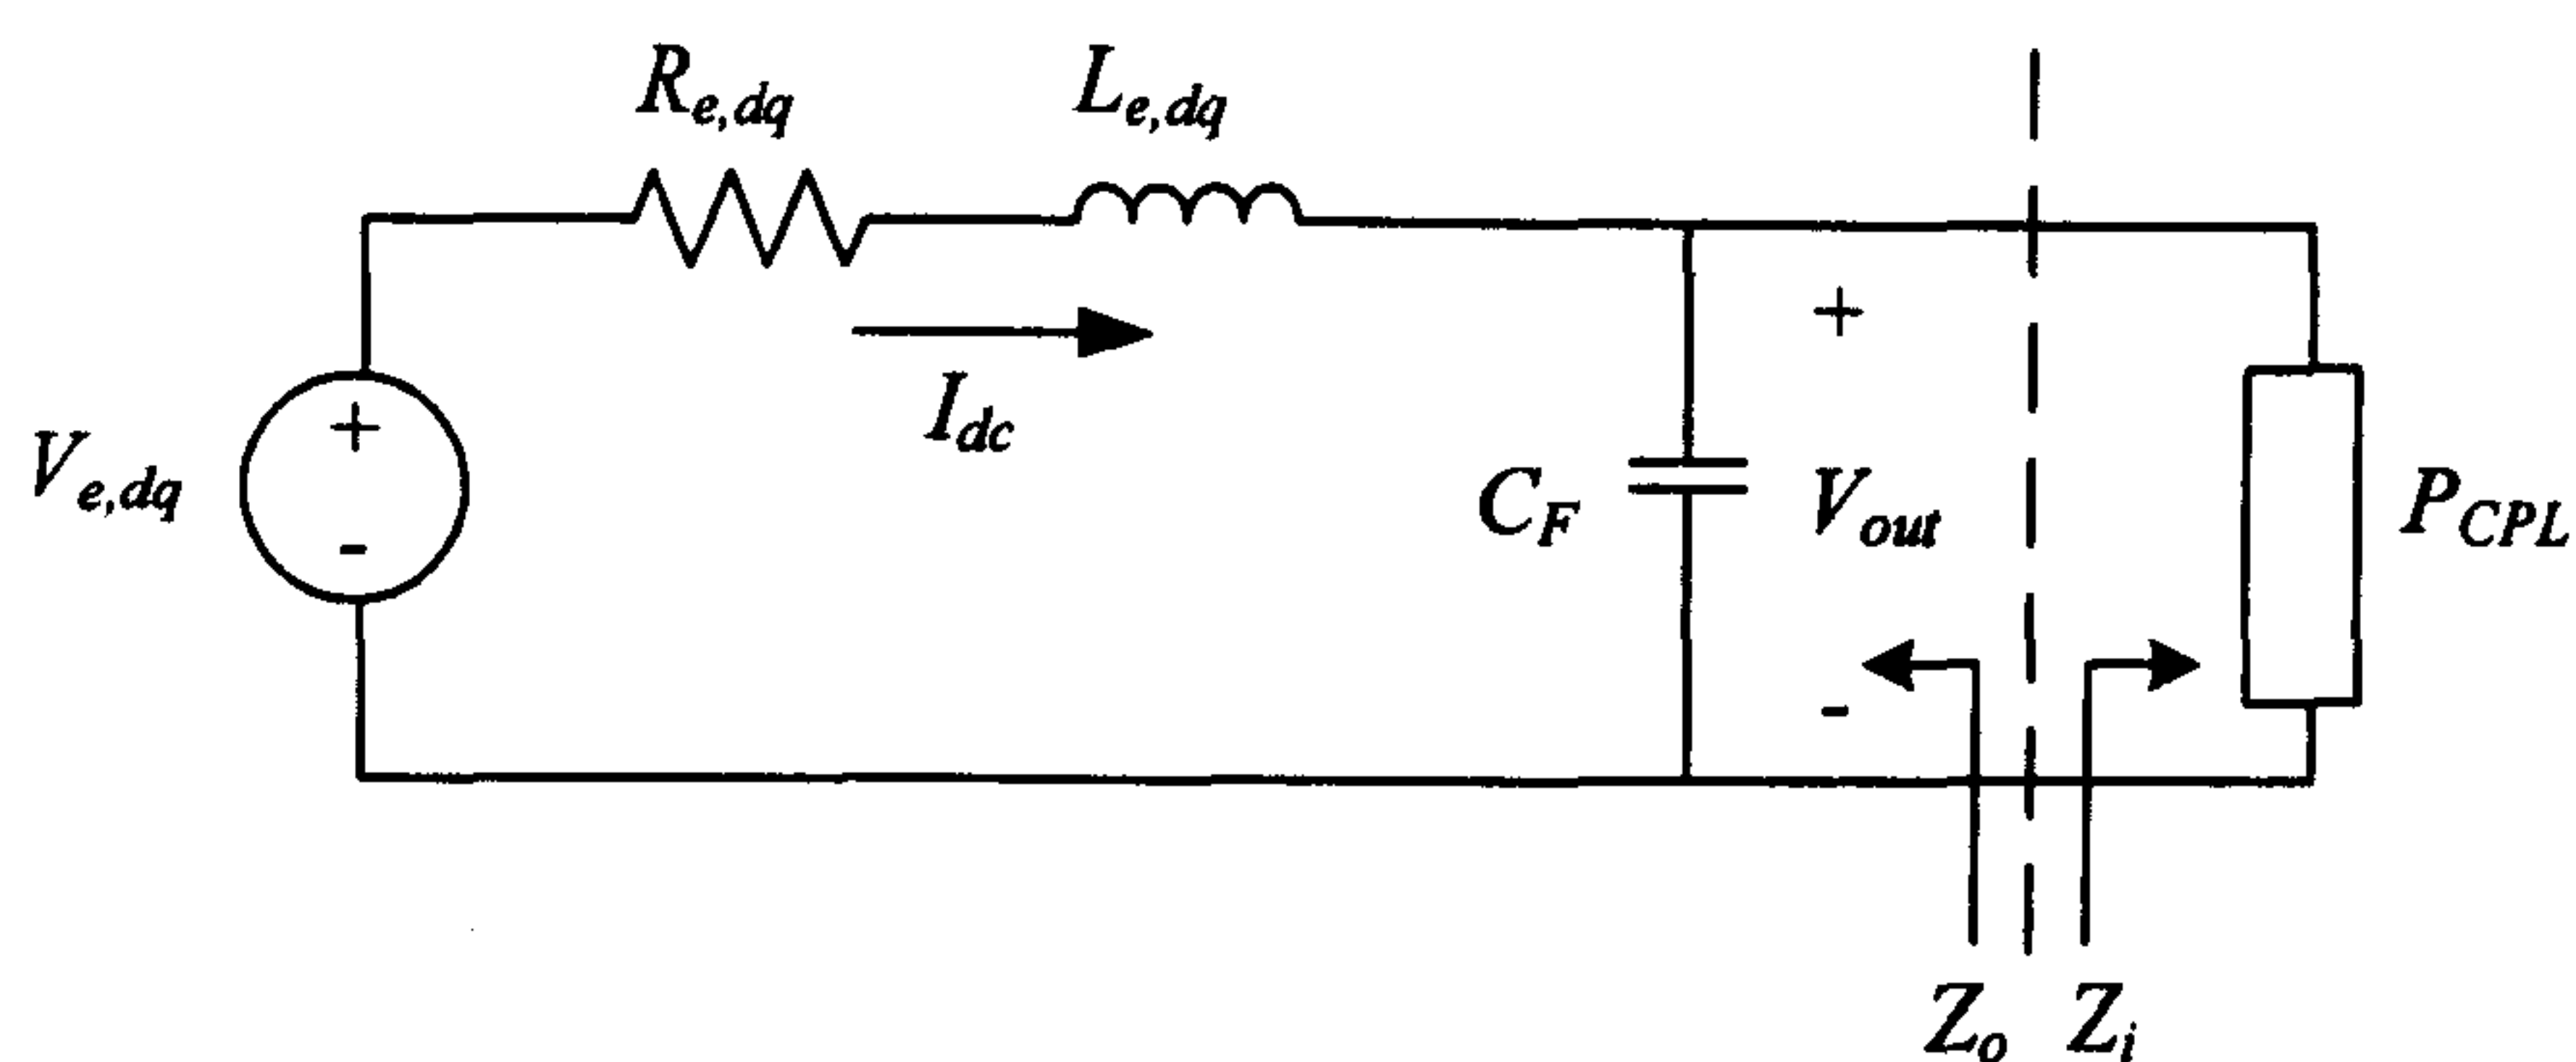 R_{e,dq}
L_{e,dq}
I_{dc}
V_{e,dq}
+
-
C_F
+
V_{out}
-
P_{CPL}
Z_o
Z_i